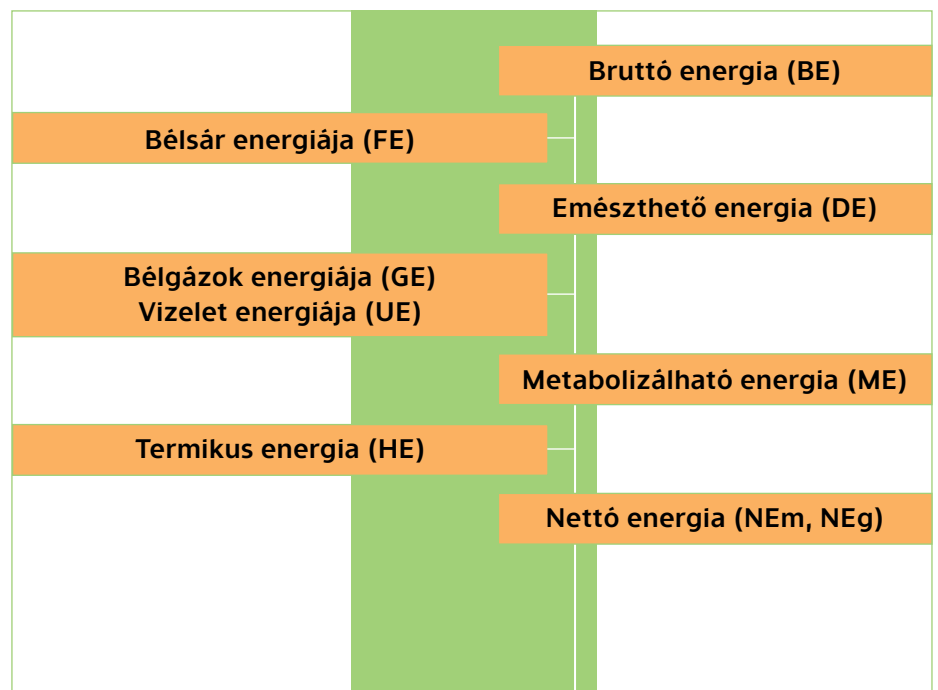 Bruttó energia (BE)
Bélsár energiája (FE)
Emészthető energia (DE)
Bélgázok energiája (GE)
Vizelet energiája (UE)
Metabolizálható energia (ME)
Termikus energia (HE)
Nettó energia (NEm, NEg)